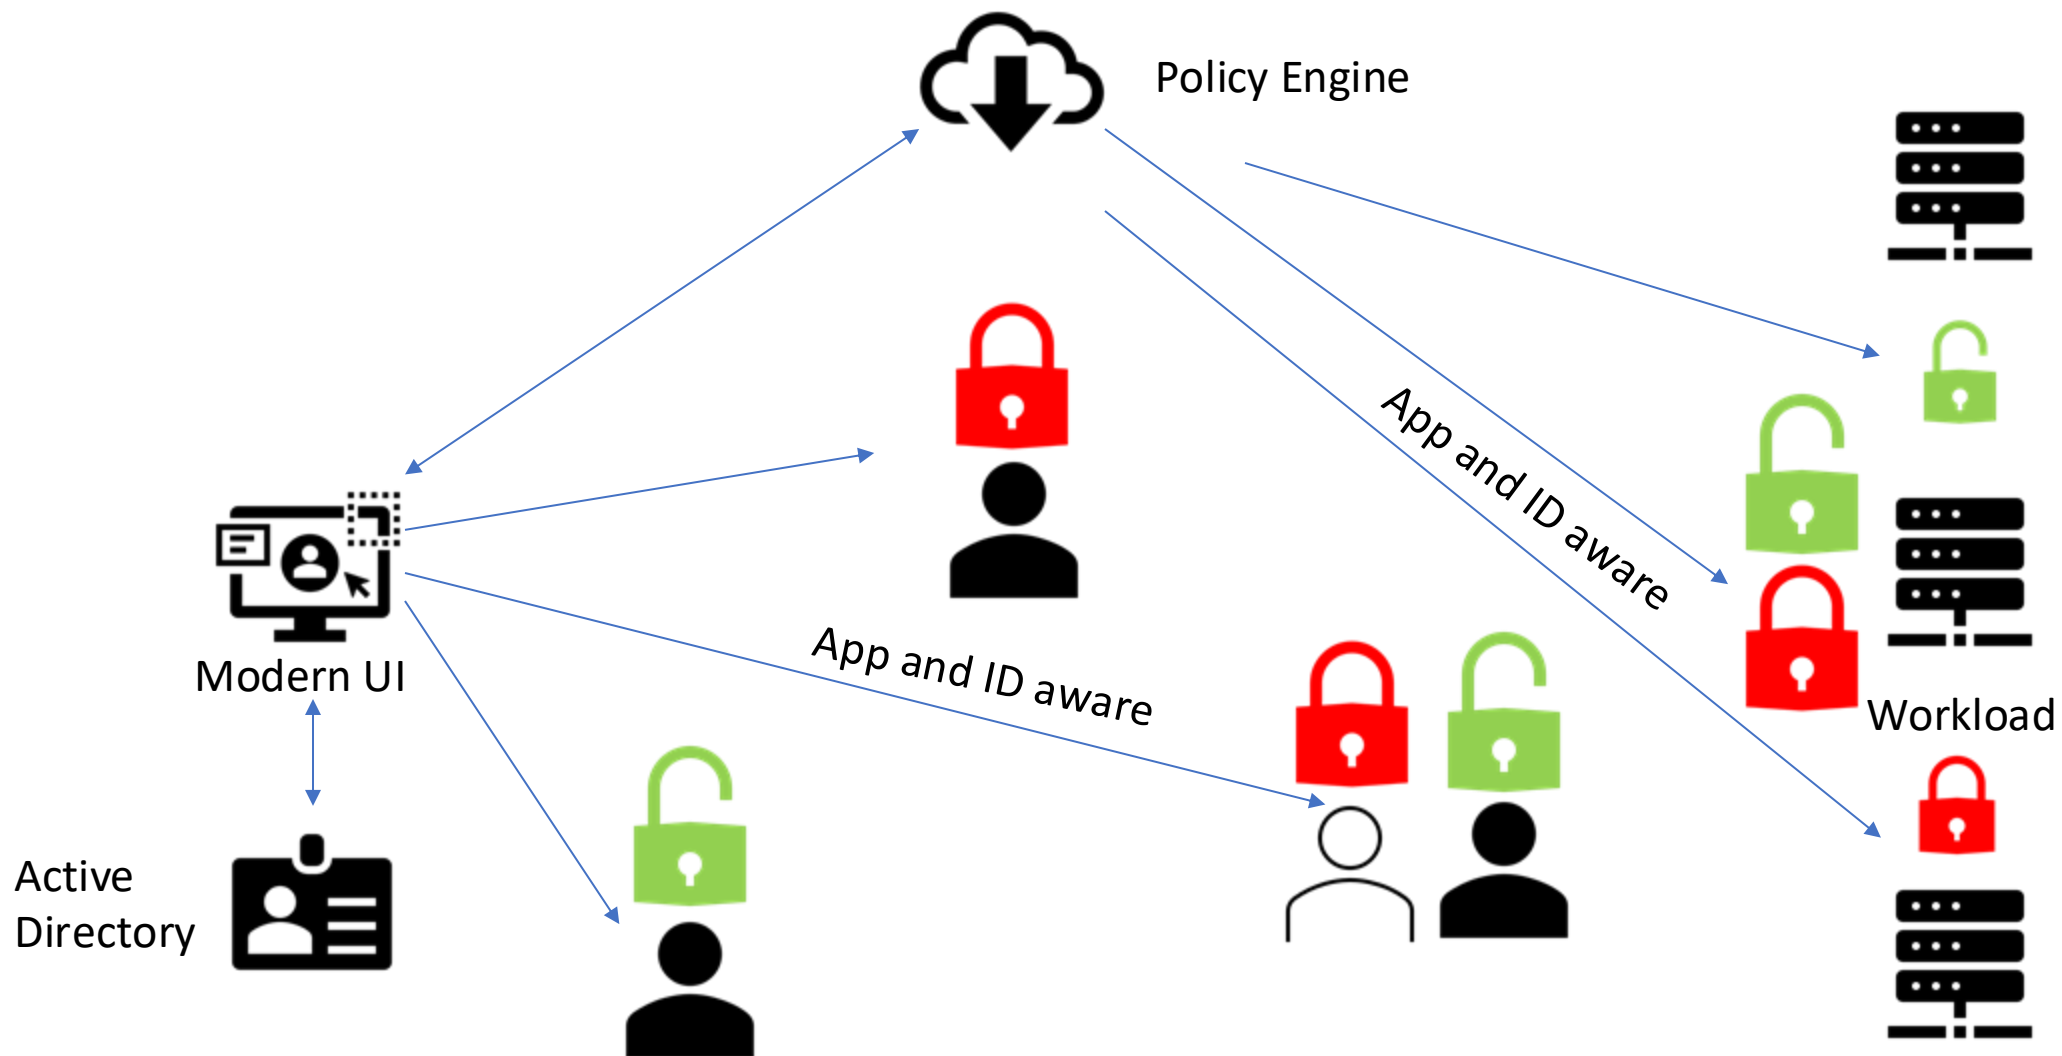 Policy Engine
App and ID aware
App and ID aware
Modern UI
Workload
Active
Directory